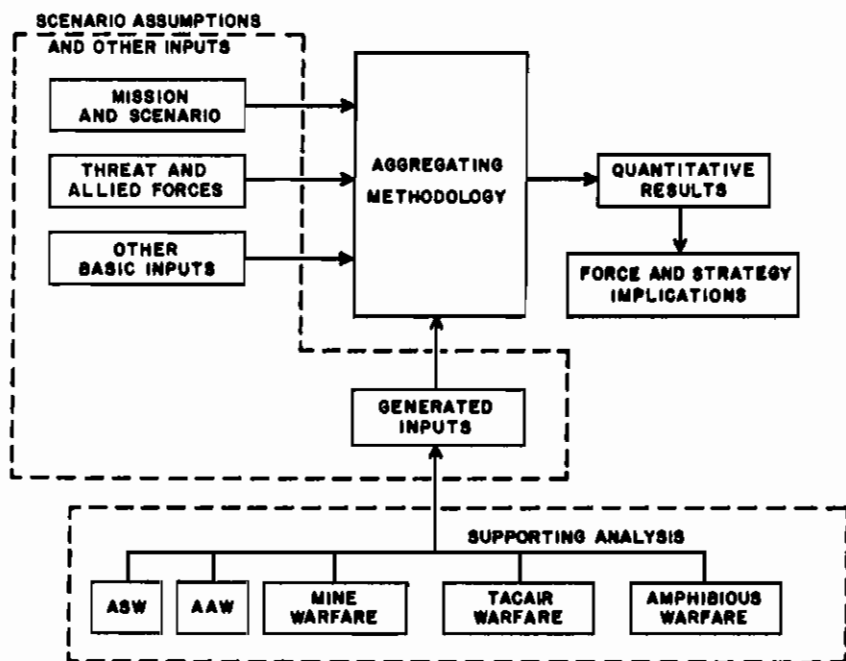 SCENARIO ASSUMPTIONS
AND OTHER INPUTS
MISSION
AND SCENARIO
THREAT AND
ALLIED FORCES
OTHER
BASIC INPUTS
AGGREGATING
METHODOLOGY
QUANTITATIVE
RESULTS
FORCE AND STRATEGY
IMPLICATIONS
GENERATED
INPUTS
SUPPORTING ANALYSIS
ASW
AAW
MINE
WARFARE
TACAIR
WARFARE
AMPHIBIOUS
WARFARE